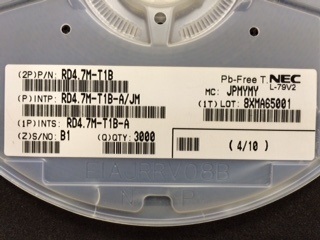 (2P)P/N: RD4.7M-T1B
Pb-Free T. NEC
L-79V2
(P)INTP: RD4.7M-T1B-A/JM
MC: JPMYMY
(1T) LOT: 8XMA65001
(1P)INTS: RD4.7M-T1B-A
(Z)S/NO: B1 (Q)QTY: 3000
(4/10)